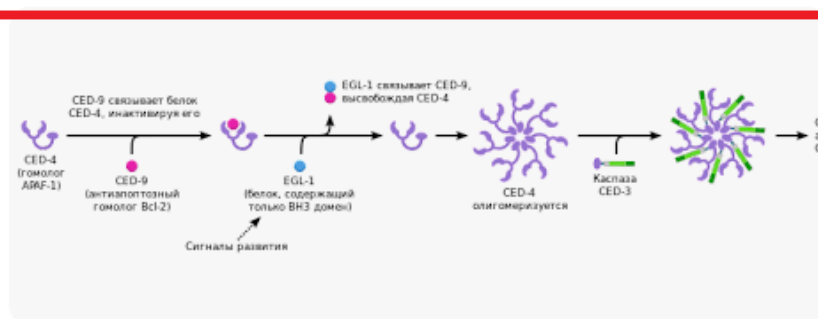 CED-9 связывает белок
CED-4, инактивируя его
EGL-1 связывает CED-9,
высвобождая CED-4
CED-4
(гомолог
APAF-1)
CED-9
(антиапоптозный
гомолог Bcl-2)
EGL-1
(белок, содержащий
только BH3 домен)
Сигналы развития
CED-4
олигомеризуется
Каспаза
CED-3